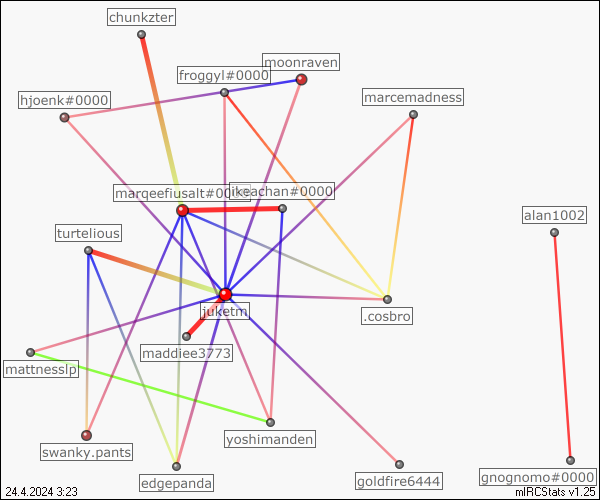 chunkzter
moonraven
froggyl#0000
hjoenk#0000
marcemadness
marqeefiusalt#0000
ikeachan#0000
alan1002
turtelious
juketm
.cosbro
maddiee3773
mattnesslp
yoshimanden
swanky.pants
edgepanda
goldfire6444
gnognomo#0000
24.4.2024 3:23
mIRCStats v1.25